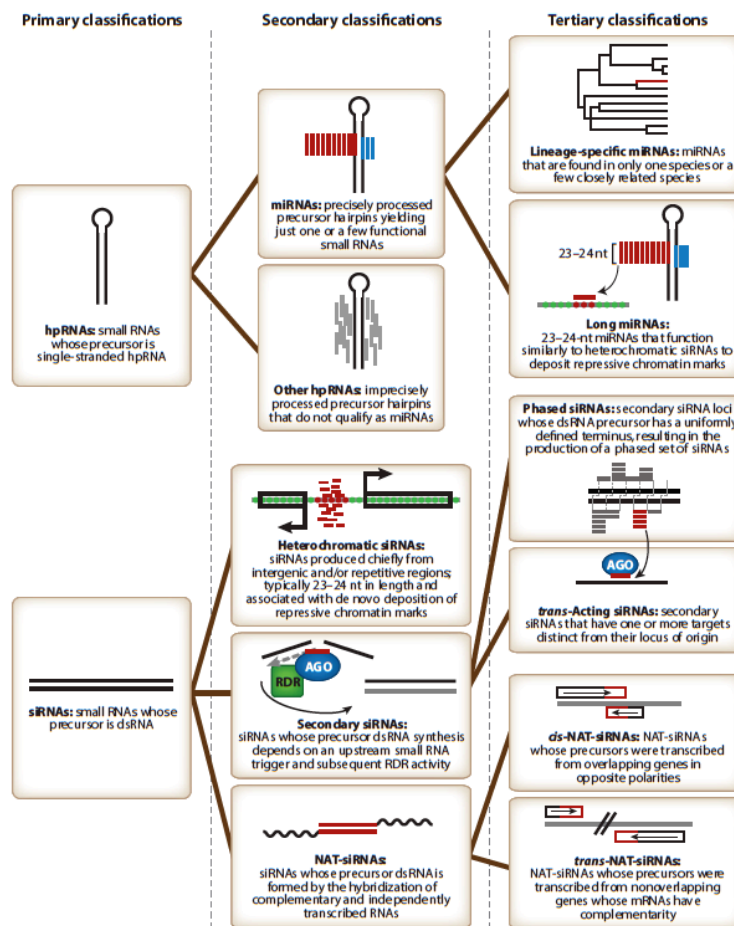 Primary classifications
Secondary classifications
Tertiary classifications
hpRNAs: small RNAs
whose precursor is
single-stranded hpRNA
miRNAs: precisely processed
precursor hairpins yielding
just one or a few functional
small RNAs
Other hpRNAs: imprecisely
processed precursor hairpins
that do not qualify as miRNAs
Lineage-specific miRNAs: miRNAs
that are found in only one species or a
few closely related species
23–24 nt
Long miRNAs:
23–24-nt miRNAs that function
similarly to heterochromatic siRNAs to
deposit repressive chromatin marks
siRNAs: small RNAs whose
precursor is dsRNA
Heterochromatic siRNAs:
siRNAs produced chiefly from
intergenic and/or repetitive regions;
typically 23–24 nt in length and
associated with de novo deposition of
repressive chromatin marks
RDR
AGO
Secondary siRNAs:
siRNAs whose precursor dsRNA synthesis
depends on an upstream small RNA
trigger and subsequent RDR activity
NAT-siRNAs:
siRNAs whose precursor dsRNA is
formed by the hybridization of
complementary and independently
transcribed RNAs
Phased siRNAs: secondary siRNA loci
whose dsRNA precursor has a uniformly
defined terminus, resulting in the
production of a phased set of siRNAs
AGO
trans-Acting siRNAs: secondary
siRNAs that have one or more targets
distinct from their locus of origin
cis-NAT-siRNAs: NAT-siRNAs
whose precursors were transcribed
from overlapping genes in
opposite polarities
trans-NAT-siRNAs:
NAT-siRNAs whose precursors were
transcribed from nonoverlapping
genes whose mRNAs have
complementarity